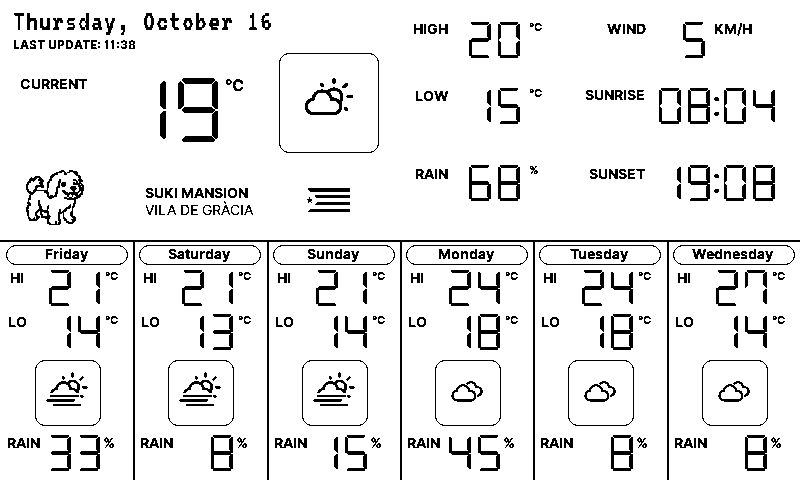 Thursday, October 16
LAST UPDATE: 11:38
CURRENT 19 °C
HIGH 20 °C
WIND 5 KM/H
LOW 15 °C
SUNRISE 08:04
RAIN 68 %
SUNSET 19:08
SUKI MANSION
VILA DE GRÀCIA
Friday
HI 21 °C
LO 14 °C
RAIN 33 %
Saturday
HI 21 °C
LO 13 °C
RAIN 8 %
Sunday
HI 21 °C
LO 14 °C
RAIN 15 %
Monday
HI 24 °C
LO 18 °C
RAIN 45 %
Tuesday
HI 24 °C
LO 18 °C
RAIN 8 %
Wednesday
HI 27 °C
LO 14 °C
RAIN 8 %